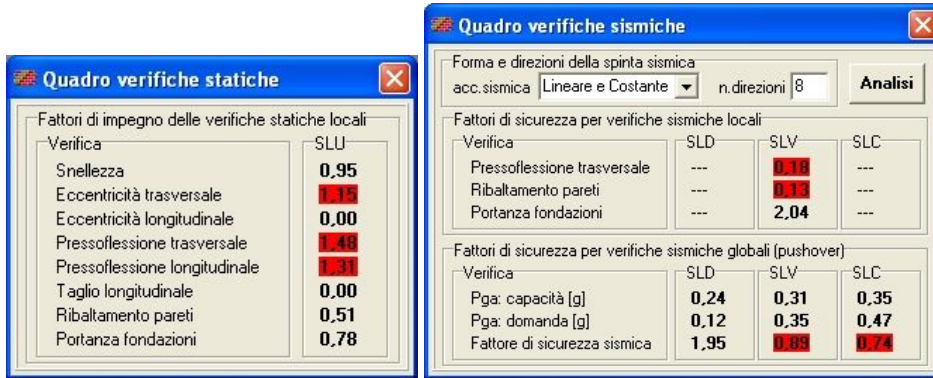 Quadro verifiche statiche
Fattori di impegno delle verifiche statiche locali
Verifica SLU
Snellezza 0,95
Eccentricità trasversale 1,15
Eccentricità longitudinale 0,00
Pressoflessione trasversale 1,48
Pressoflessione longitudinale 1,31
Taglio longitudinale 0,00
Ribaltamento pareti 0,51
Portanza fondazioni 0,78
Quadro verifiche sismiche
Forma e direzioni della spinta sismica
acc.sismica Lineare e Costante n.direzioni 8 Analisi
Fattori di sicurezza per verifiche sismiche locali
Verifica SLD SLV SLC
Pressoflessione trasversale --- 0,18 ---
Ribaltamento pareti --- 0,13 ---
Portanza fondazioni --- 2,04 ---
Fattori di sicurezza per verifiche sismiche globali (pushover)
Verifica SLD SLV SLC
Pga: capacità [g] 0,24 0,31 0,35
Pga: domanda [g] 0,12 0,35 0,47
Fattore di sicurezza sismica 1,95 0,89 0,74